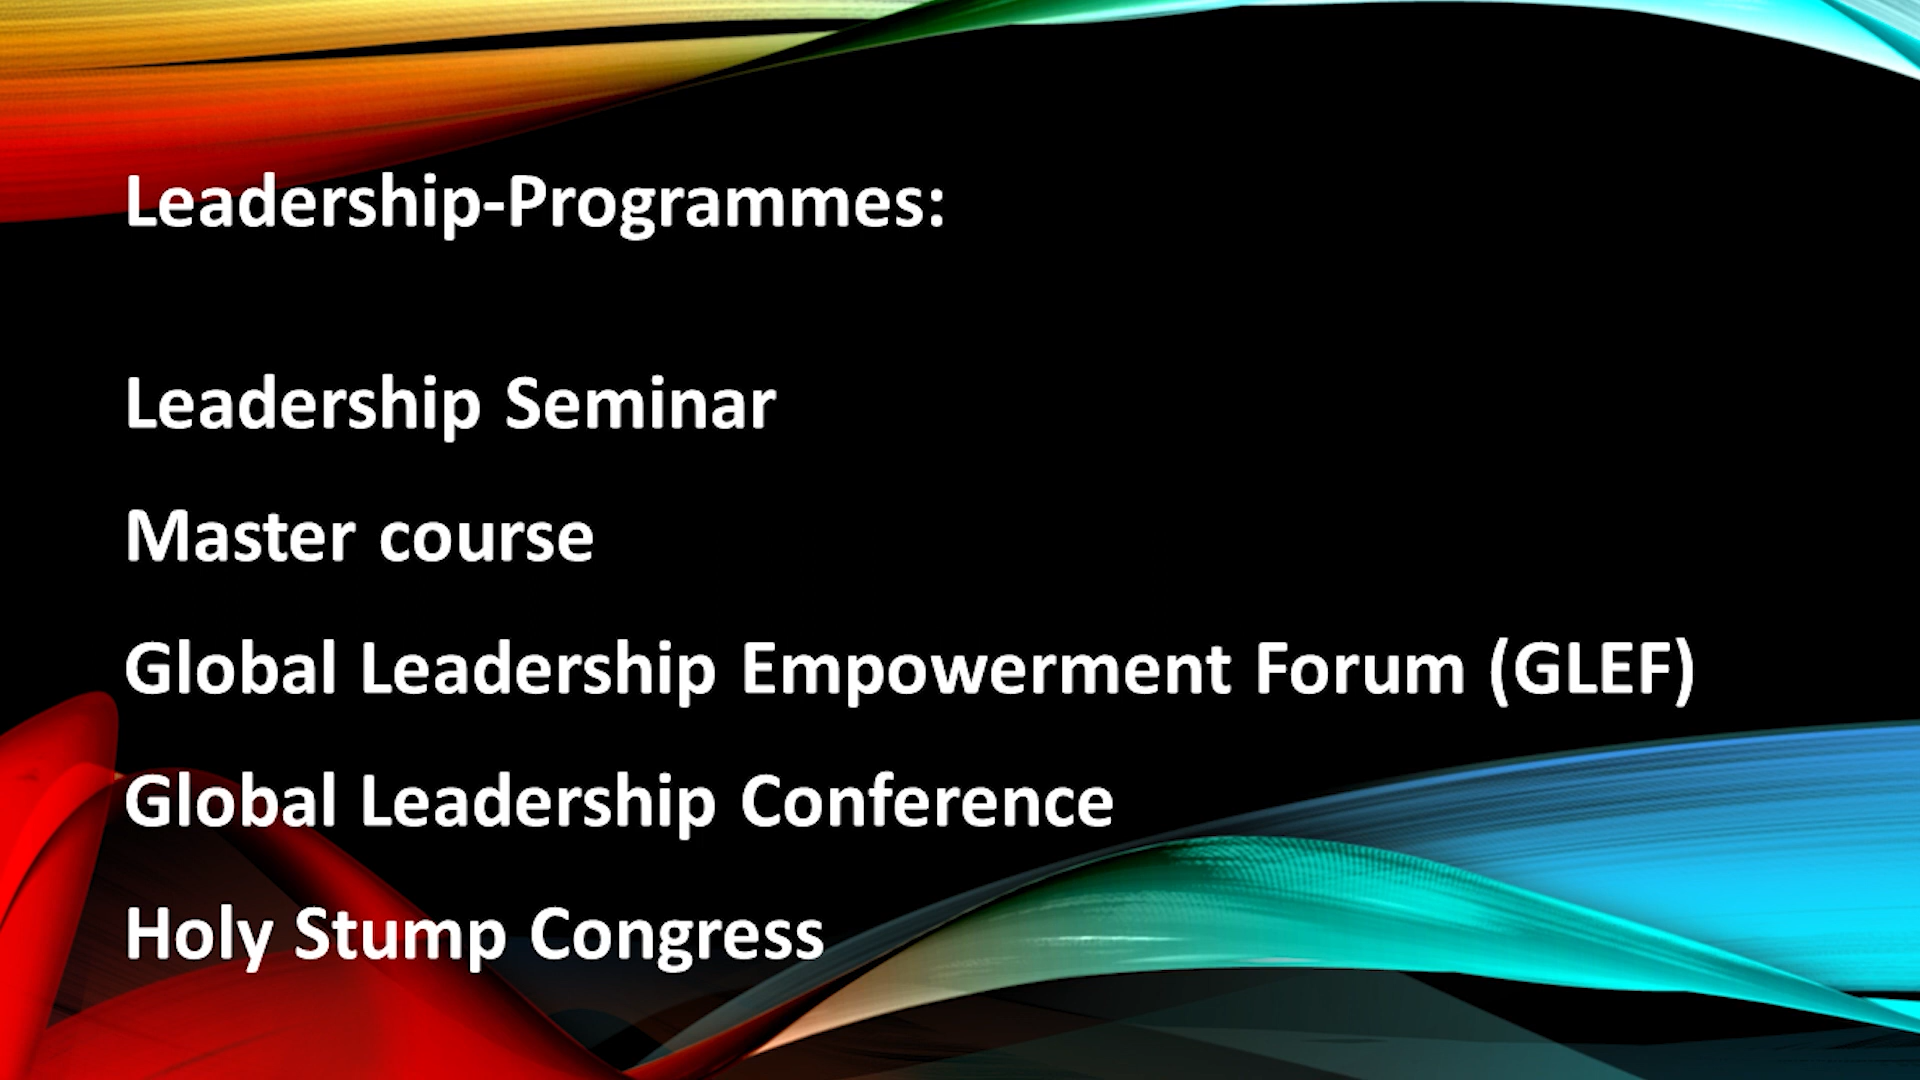 Leadership-Programmes:
Leadership Seminar
Master course
Global Leadership Empowerment Forum (GLEF)
Global Leadership Conference
Holy Stump Congress